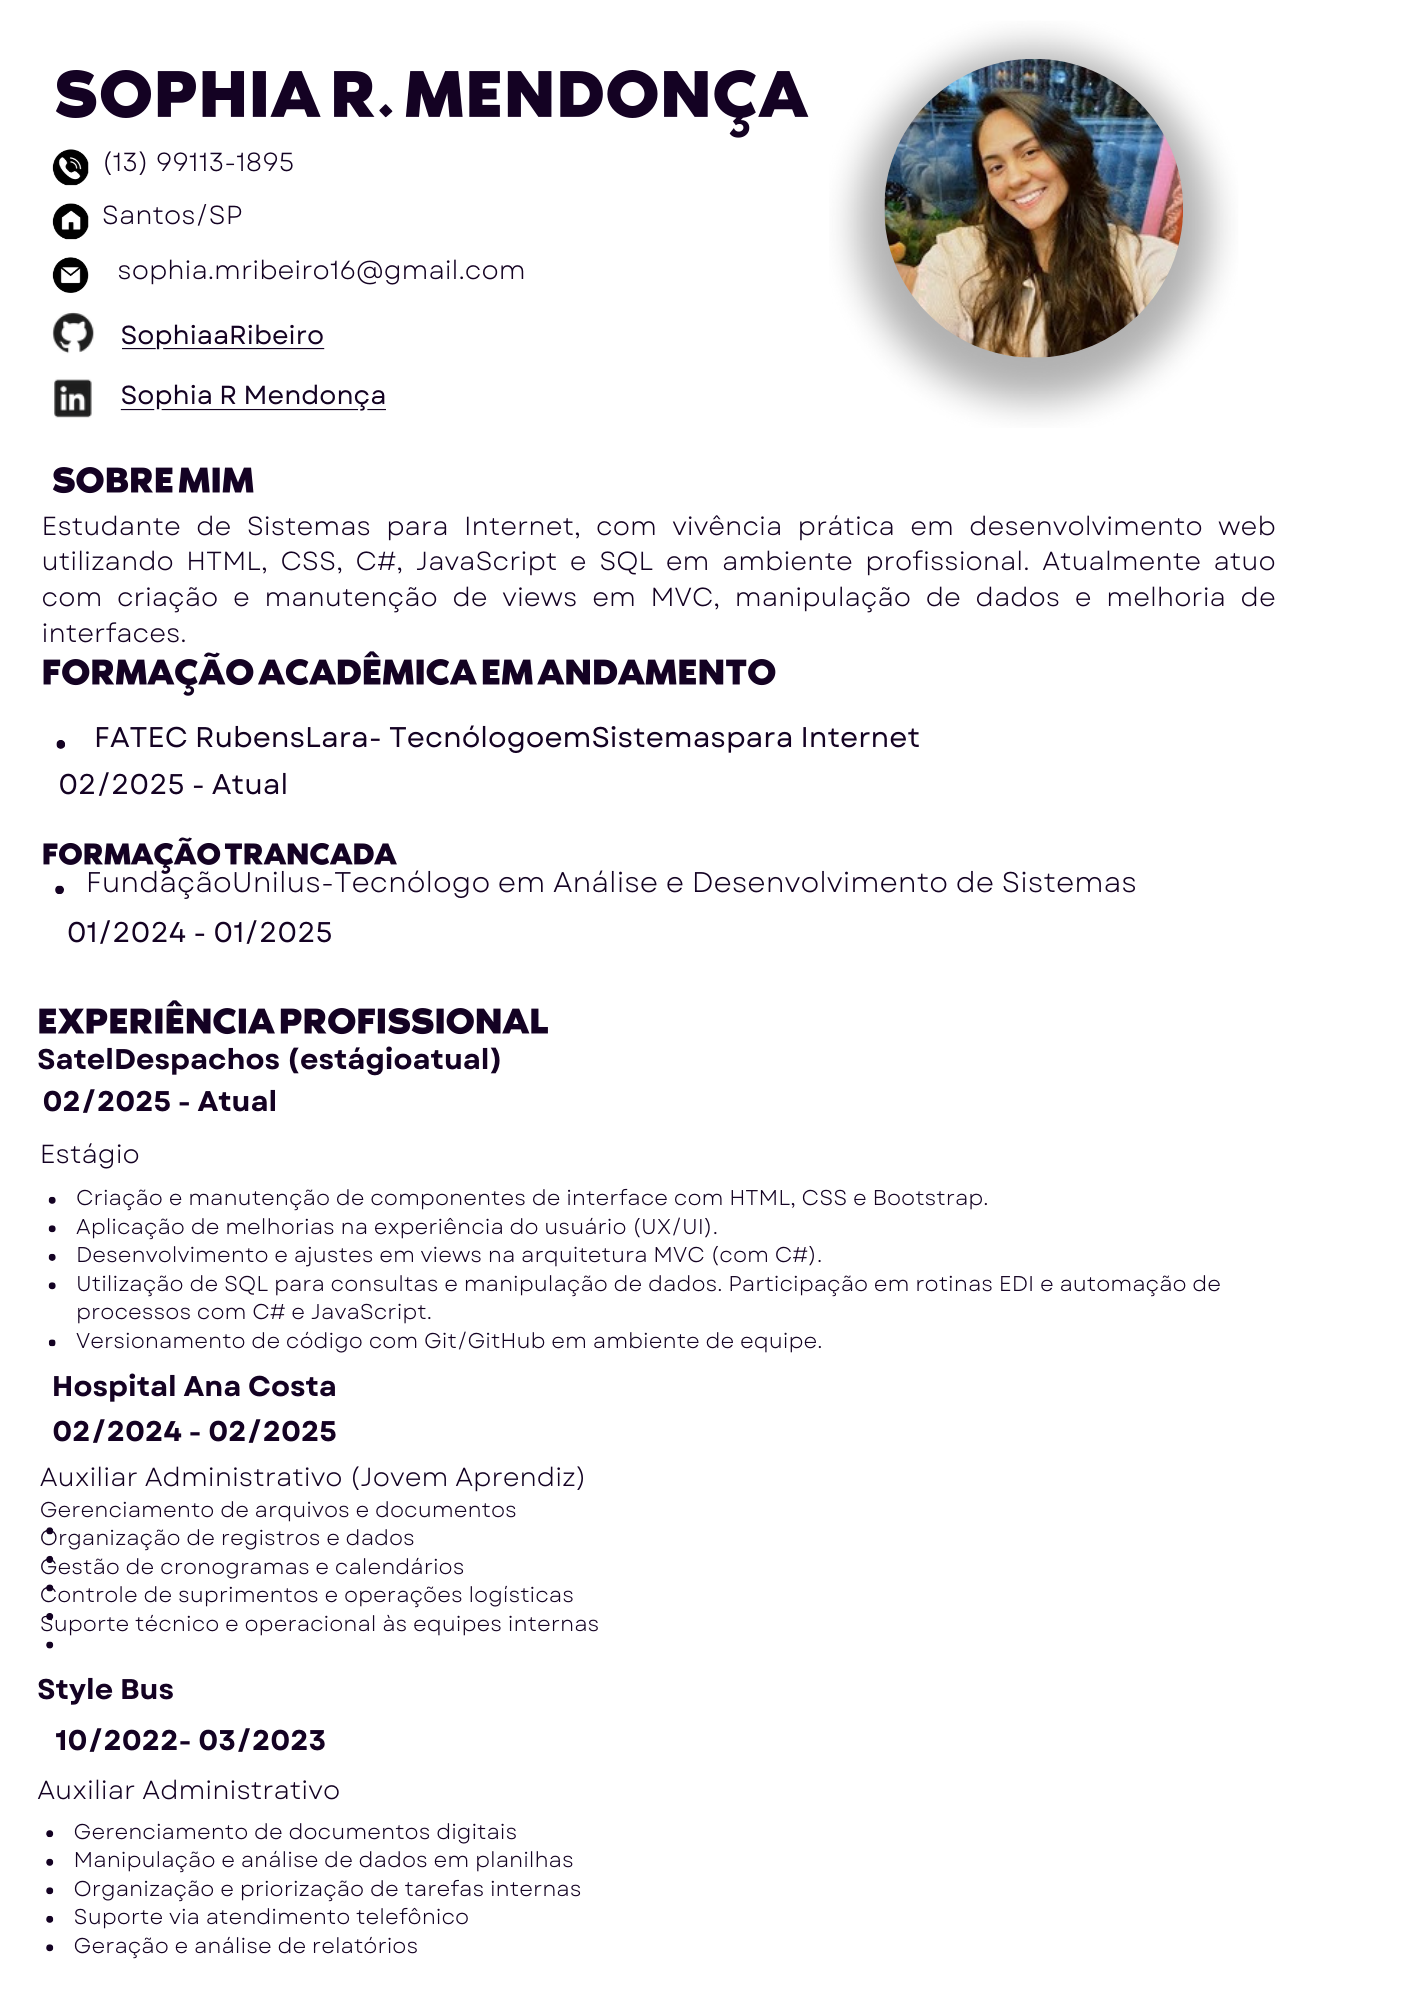 SOPHIA R. MENDONÇA
(13) 99113-1895
Santos/SP
sophia.mribeiro16@gmail.com
SophiaaRibeiro
in Sophia R Mendonça
SOBRE MIM
Estudante de Sistemas para Internet, com vivência prática em desenvolvimento web
utilizando HTML, CSS, C#, JavaScript e SQL em ambiente profissional. Atualmente atuo
com criação e manutenção de views em MVC, manipulação de dados e melhoria de
interfaces.
FORMAÇÃO ACADÊMICA EM ANDAMENTO
• FATEC RubensLara- TecnólogoemSistemaspara Internet
02/2025 - Atual
FORMAÇÃO TRANCADA
• FundaçãoUnilus-Tecnólogo em Análise e Desenvolvimento de Sistemas
01/2024 - 01/2025
EXPERIÊNCIA PROFISSIONAL
SatelDespachos (estágioatual)
02/2025 - Atual
Estágio
• Criação e manutenção de componentes de interface com HTML, CSS e Bootstrap.
• Aplicação de melhorias na experiência do usuário (UX/UI).
• Desenvolvimento e ajustes em views na arquitetura MVC (com C#).
• Utilização de SQL para consultas e manipulação de dados. Participação em rotinas EDI e automação de
processos com C# e JavaScript.
• Versionamento de código com Git/GitHub em ambiente de equipe.
Hospital Ana Costa
02/2024 - 02/2025
Auxiliar Administrativo (Jovem Aprendiz)
Gerenciamento de arquivos e documentos
Organização de registros e dados
Gestão de cronogramas e calendários
Controle de suprimentos e operações logísticas
Suporte técnico e operacional às equipes internas
Style Bus
10/2022- 03/2023
Auxiliar Administrativo
• Gerenciamento de documentos digitais
• Manipulação e análise de dados em planilhas
• Organização e priorização de tarefas internas
• Suporte via atendimento telefônico
• Geração e análise de relatórios